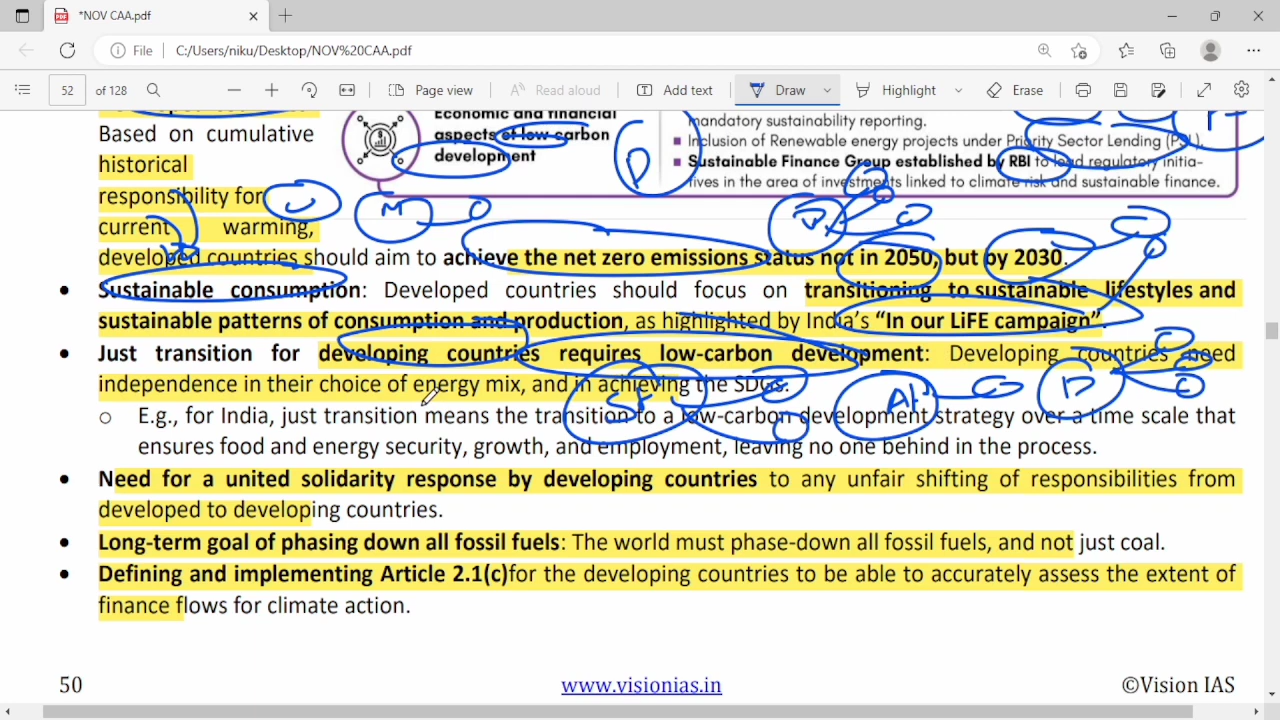 *NOV CAA.pdf
File
C:/Users/niku/Desktop/NOV%20CAA.pdf
52 of 128
Page view
Read aloud
Add text
Draw
Highlight
Erase
Economic and financial
aspects of low carbon
development
mandatory sustainability reporting.
Inclusion of Renewable energy projects under Priority Sector Lending (PSL).
Sustainable Finance Group established by RBI to lead regulatory initia-
tives in the area of investments linked to climate risk and sustainable finance.
Based on cumulative
historical
responsibility for
current warming,
developed countries should aim to achieve the net zero emissions status not in 2050, but by 2030.
• Sustainable consumption: Developed countries should focus on transitioning to sustainable lifestyles and
sustainable patterns of consumption and production, as highlighted by India's “In our LiFE campaign”.
• Just transition for developing countries requires low-carbon development: Developing countries need
independence in their choice of energy mix, and in achieving the SDGs.
o E.g., for India, just transition means the transition to a low-carbon development strategy over a time scale that
ensures food and energy security, growth, and employment, leaving no one behind in the process.
• Need for a united solidarity response by developing countries to any unfair shifting of responsibilities from
developed to developing countries.
• Long-term goal of phasing down all fossil fuels: The world must phase-down all fossil fuels, and not just coal.
• Defining and implementing Article 2.1(c)for the developing countries to be able to accurately assess the extent of
finance flows for climate action.
50
www.visionias.in
©Vision IAS